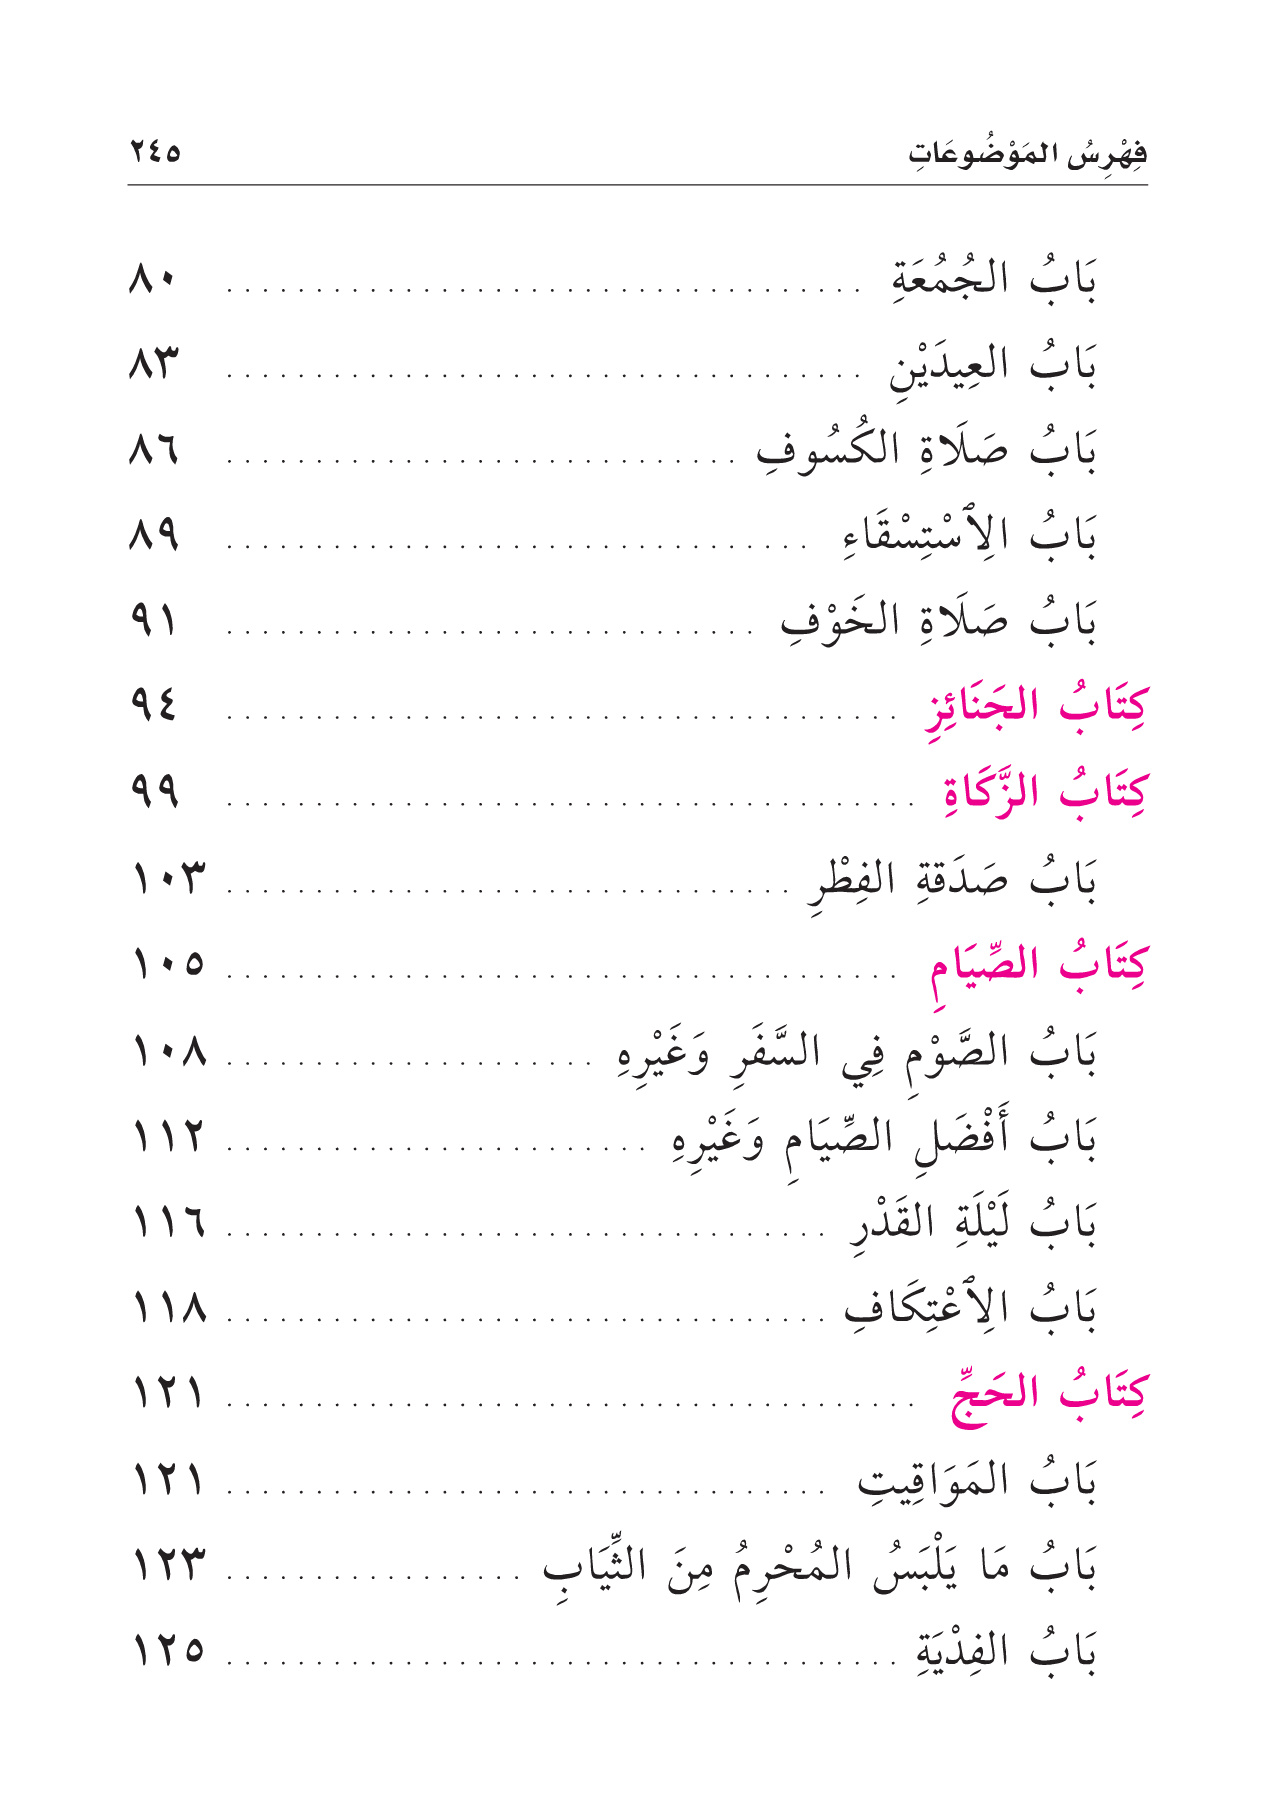 فِهْرِسُ المَوْضُوعَاتِ ٢٤٥
بَابُ الجُمُعَةِ . . . . . . . . . . . . . . . . . . . . . . . . . . . . . . . . . . . . ٨٠
بَابُ العِيدَيْنِ . . . . . . . . . . . . . . . . . . . . . . . . . . . . . . . . . . . . ٨٣
بَابُ صَلَاةِ الكُسُوفِ . . . . . . . . . . . . . . . . . . . . . . . . . . . . . ٨٦
بَابُ الِٱسْتِسْقَاءِ . . . . . . . . . . . . . . . . . . . . . . . . . . . . . . . . . ٨٩
بَابُ صَلَاةِ الخَوْفِ . . . . . . . . . . . . . . . . . . . . . . . . . . . . . . ٩١
كِتَابُ الجَنَائِزِ . . . . . . . . . . . . . . . . . . . . . . . . . . . . . . . . . . . . . . ٩٤
كِتَابُ الزَّكَاةِ . . . . . . . . . . . . . . . . . . . . . . . . . . . . . . . . . . . . . . . ٩٩
بَابُ صَدَقةِ الفِطْرِ . . . . . . . . . . . . . . . . . . . . . . . . . . . . . . . . ١٠٣
كِتَابُ الصِّيَامِ . . . . . . . . . . . . . . . . . . . . . . . . . . . . . . . . . . . . . . ١٠٥
بَابُ الصَّوْمِ فِي السَّفَرِ وَغَيْرِهِ . . . . . . . . . . . . . . . . . . . . . ١٠٨
بَابُ أَفْضَلِ الصِّيَامِ وَغَيْرِهِ . . . . . . . . . . . . . . . . . . . . . . . . ١١٢
بَابُ لَيْلَةِ القَدْرِ . . . . . . . . . . . . . . . . . . . . . . . . . . . . . . . . . . ١١٦
بَابُ الِٱعْتِكَافِ . . . . . . . . . . . . . . . . . . . . . . . . . . . . . . . . . . ١١٨
كِتَابُ الحَجِّ . . . . . . . . . . . . . . . . . . . . . . . . . . . . . . . . . . . . . . . ١٢١
بَابُ المَوَاقِيتِ . . . . . . . . . . . . . . . . . . . . . . . . . . . . . . . . . . ١٢١
بَابُ مَا يَلْبَسُ المُحْرِمُ مِنَ الثِّيَابِ . . . . . . . . . . . . . . . . . ١٢٣
بَابُ الفِدْيَةِ . . . . . . . . . . . . . . . . . . . . . . . . . . . . . . . . . . . . . . ١٢٥